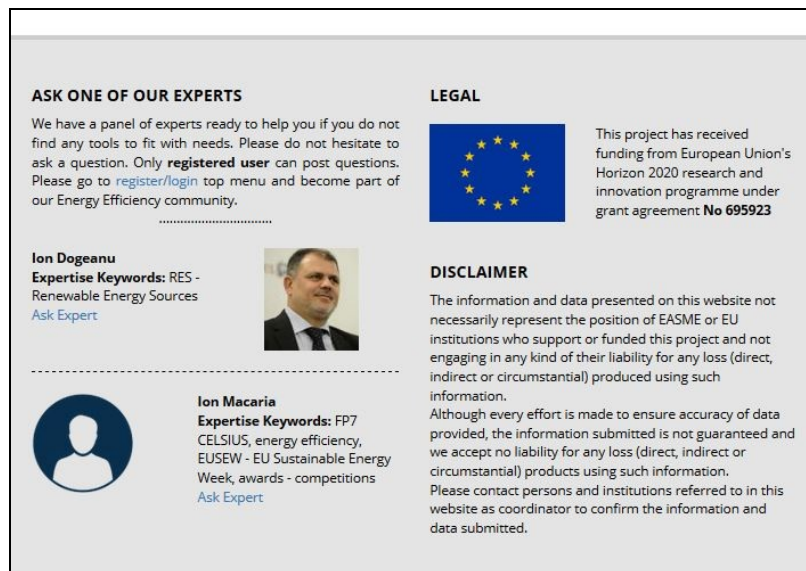 ASK ONE OF OUR EXPERTS
We have a panel of experts ready to help you if you do not
find any tools to fit with needs. Please do not hesitate to
ask a question. Only registered user can post questions.
Please go to register/login top menu and become part of
our Energy Efficiency community.
Ion Dogeanu
Expertise Keywords: RES -
Renewable Energy Sources
Ask Expert
Ion Macaria
Expertise Keywords: FP7
CELSIUS, energy efficiency,
EUSEW - EU Sustainable Energy
Week, awards - competitions
Ask Expert
LEGAL
This project has received
funding from European Union's
Horizon 2020 research and
innovation programme under
grant agreement No 695923
DISCLAIMER
The information and data presented on this website not
necessarily represent the position of EASME or EU
institutions who support or funded this project and not
engaging in any kind of their liability for any loss (direct,
indirect or circumstantial) produced using such
information.
Although every effort is made to ensure accuracy of data
provided, the information submitted is not guaranteed and
we accept no liability for any loss (direct, indirect or
circumstantial) products using such information.
Please contact persons and institutions referred to in this
website as coordinator to confirm the information and
data submitted.